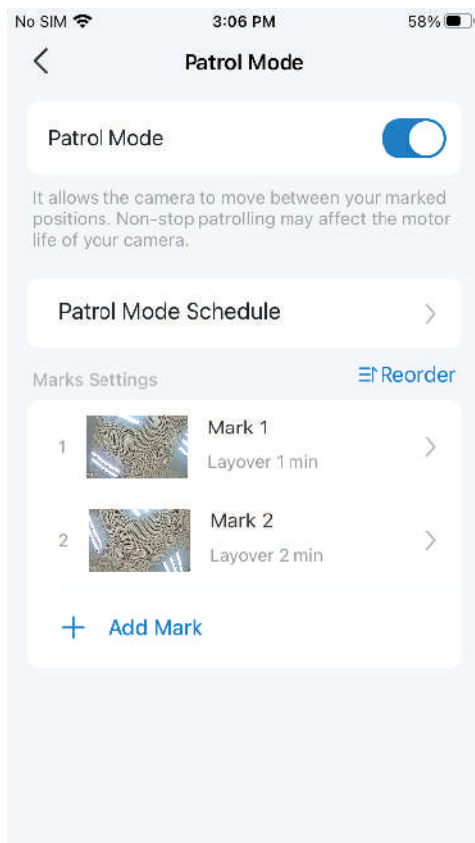 No SIM 3:06 PM 58%
Patrol Mode
Patrol Mode
It allows the camera to move between your marked
positions. Non-stop patrolling may affect the motor
life of your camera.
Patrol Mode Schedule
Marks Settings Reorder
1 Mark 1
Layover 1 min
2 Mark 2
Layover 2 min
+ Add Mark